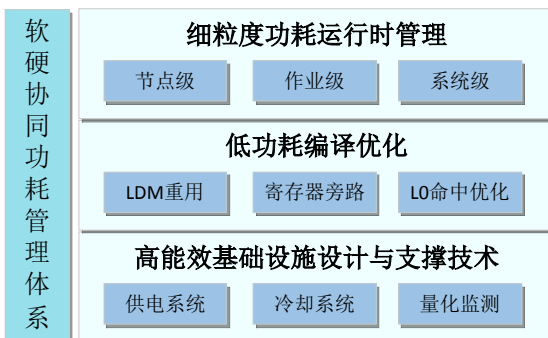 软硬协同功耗管理体系
细粒度功耗运行时管理
节点级
作业级
系统级
低功耗编译优化
LDM重用
寄存器旁路
L0命中优化
高能效基础设施设计与支撑技术
供电系统
冷却系统
量化监测